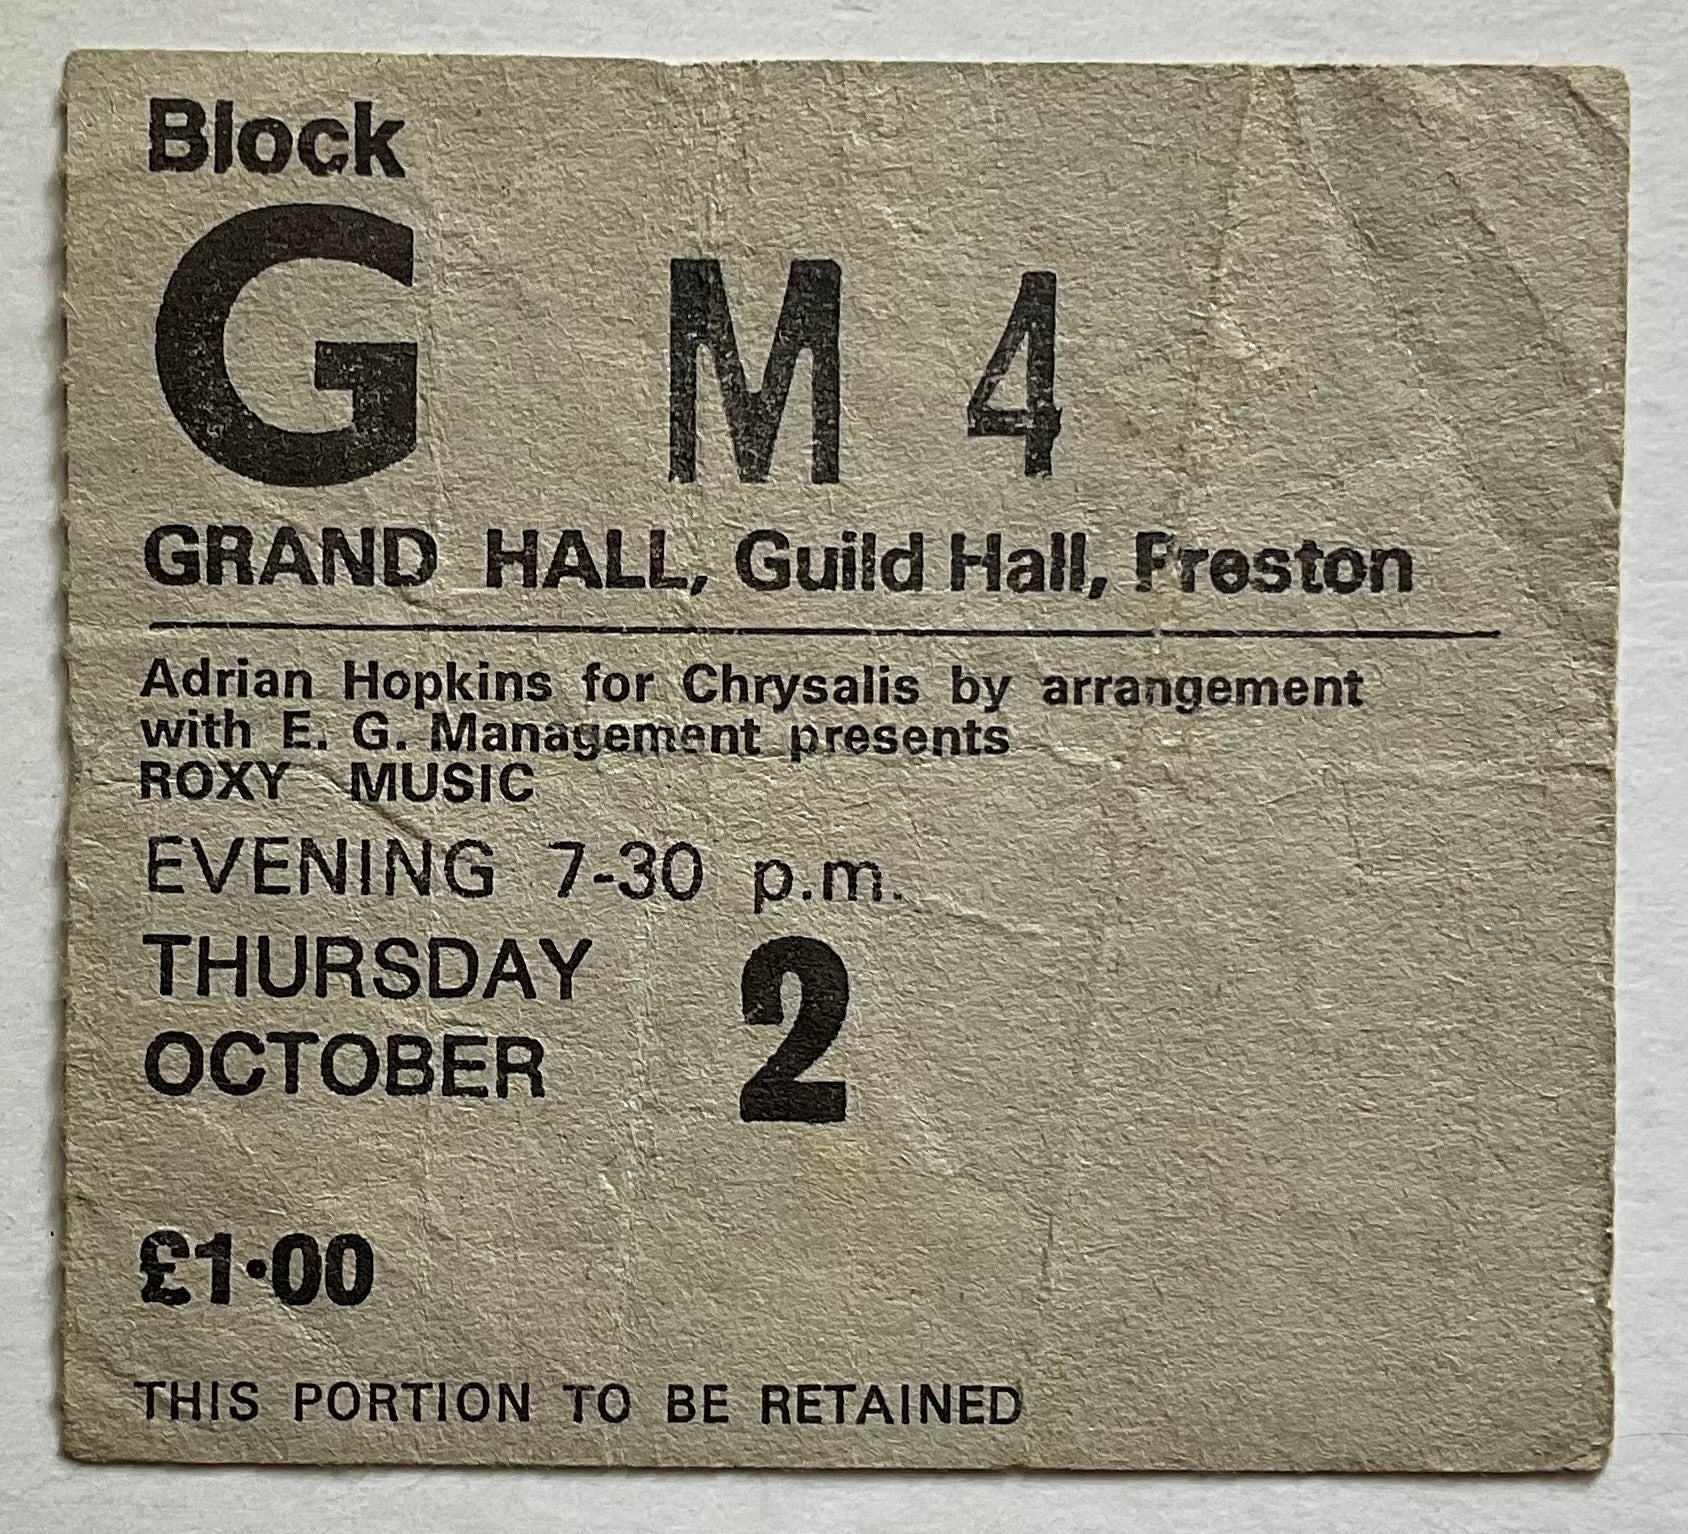 Block
G M 4
GRAND HALL, Guild Hall, Preston
Adrian Hopkins for Chrysalis by arrangement
with E. G. Management presents
ROXY MUSIC
EVENING 7-30 p.m.
THURSDAY
OCTOBER 2
£1·00
THIS PORTION TO BE RETAINED